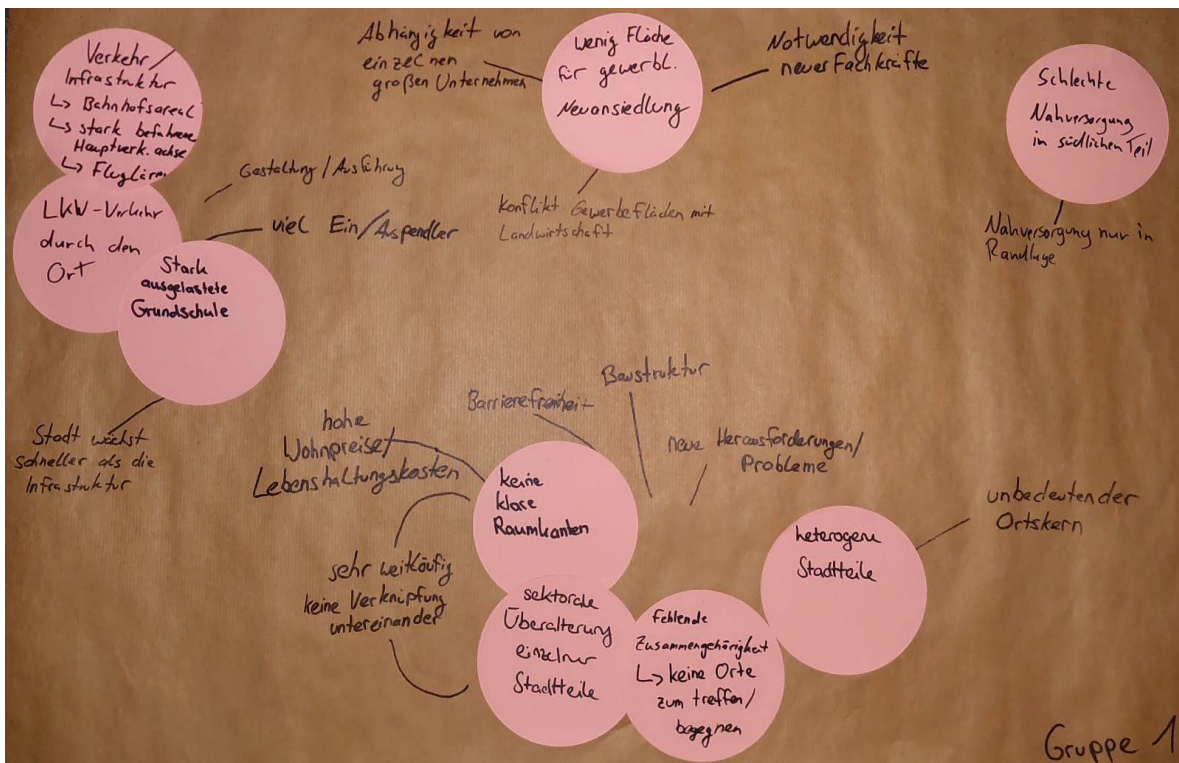 Verkehr /
Infrastruktur
↳ Bahnhofsareal
↳ stark befahrene
Hauptverk. achse
↳ Fluglärm
LKW-Verkehr
durch den
Ort
Stark
ausgelastete
Grundschule
Gestaltung / Ausführung
viel Ein/Auspendler
Stadt wächst
schneller als die
Infrastruktur
Abhängigkeit von
einzelnen
großen Unternehmen
wenig Fläche
für gewerbl.
Neuansiedlung
Notwendigkeit
neuer Fachkräfte
Konflikt Gewerbeflächen mit
Landwirtschaft
Schlechte
Nahversorgung
in südlichen Teil
Nahversorgung nur in
Randlage
hohe
Wohnpreise/
Lebenshaltungskosten
Barrierefreiheit
Baustruktur
neue Herausforderungen/
Probleme
keine
klare
Raumkanten
sehr weitläufig
keine Verknüpfung
untereinander
sektorale
Überalterung
einzelner
Stadtteile
fehlende
Zusammengehörigkeit
↳ keine Orte
zum treffen/
begegnen
heterogene
Stadtteile
unbedeutender
Ortskern
Gruppe 1